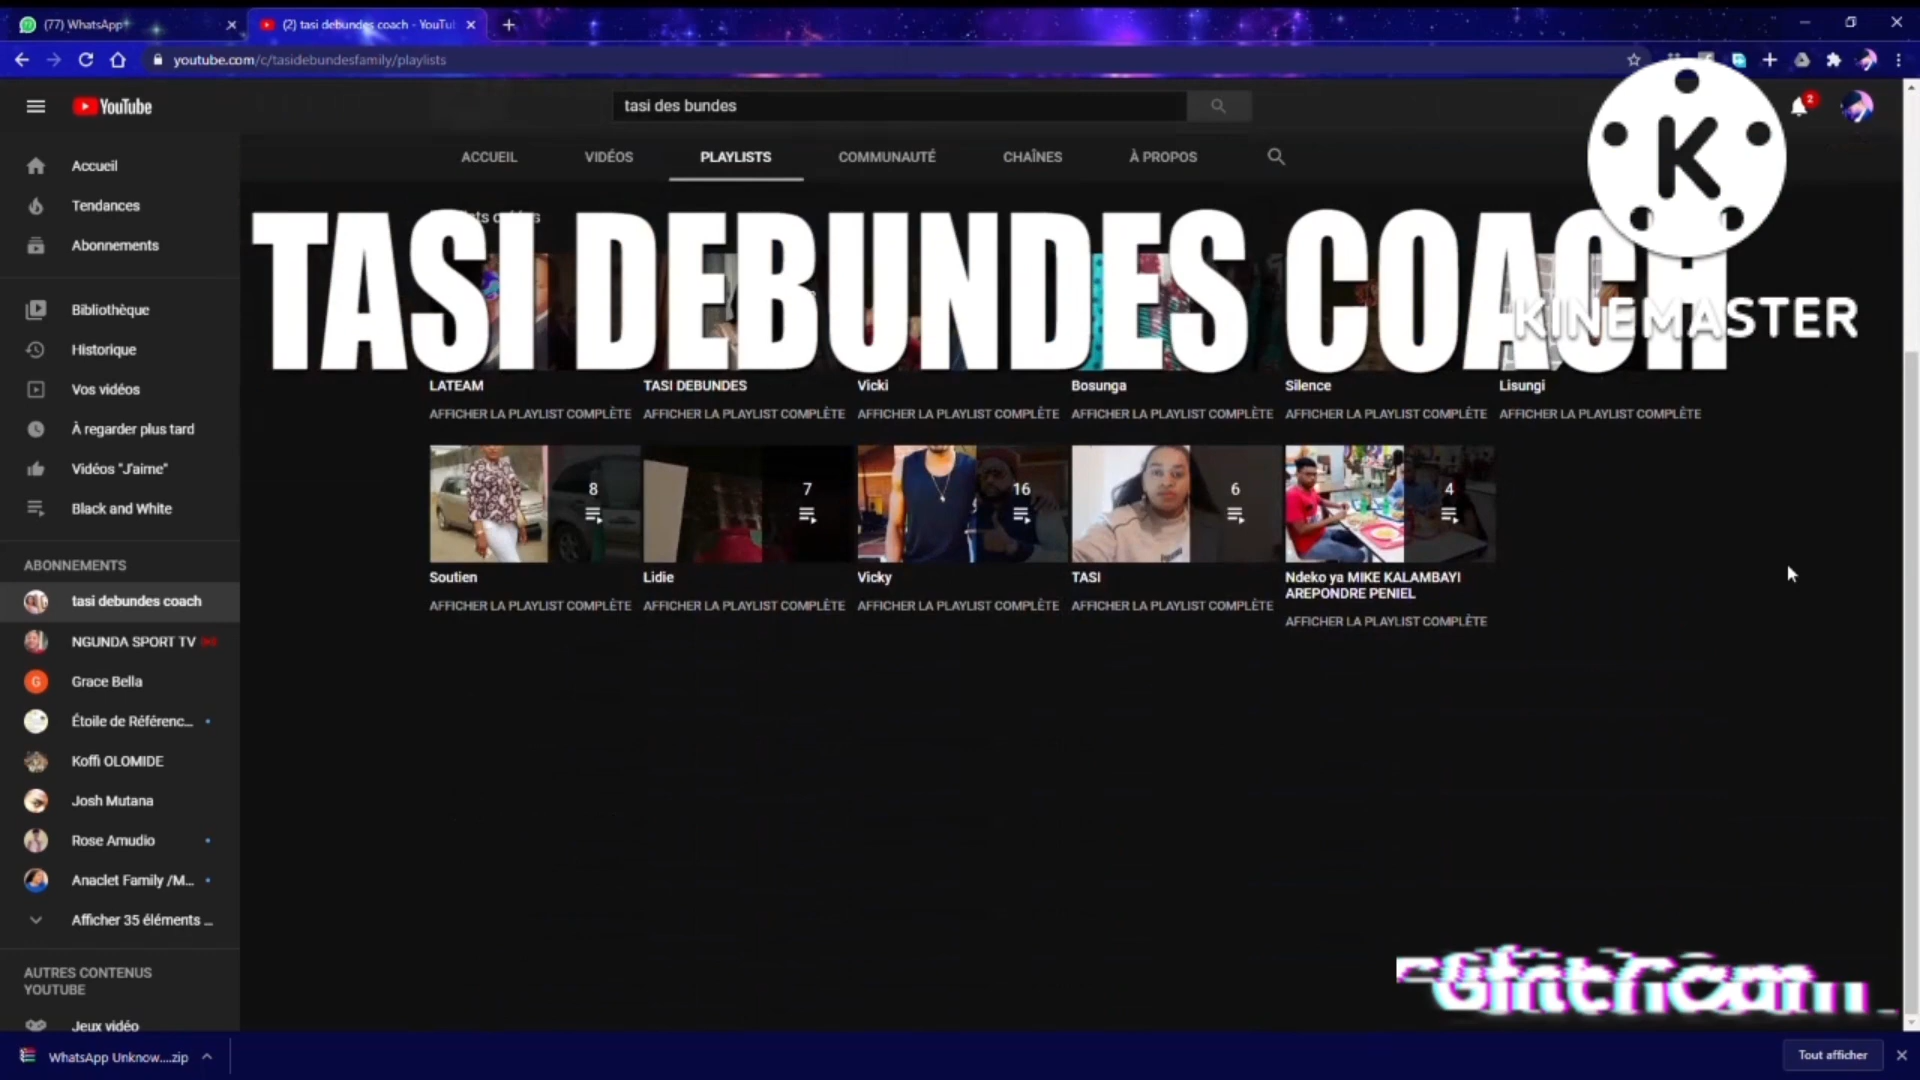 (77) WhatsApp
(2) tasi debundes coach - YouTu
youtube.com/c/tasidebundesfamily/playlists
YouTube
tasi des bundes
2
K
KINEMASTER
Accueil
Tendances
Abonnements
Bibliothèque
Historique
Vos vidéos
À regarder plus tard
Vidéos "J'aime"
Black and White
ABONNEMENTS
tasi debundes coach
NGUNDA SPORT TV
G
Grace Bella
Étoile de Référenc...
Koffi OLOMIDE
Josh Mutana
Rose Amudio
Anaclet Family /M...
Afficher 35 éléments ...
AUTRES CONTENUS
YOUTUBE
Jeux vidéo
ACCUEIL VIDÉOS PLAYLISTS COMMUNAUTÉ CHAÎNES À PROPOS
TASI DEBUNDES COACH
LATEAM TASI DEBUNDES Vicki Bosunga Silence Lisungi
AFFICHER LA PLAYLIST COMPLÈTE AFFICHER LA PLAYLIST COMPLÈTE AFFICHER LA PLAYLIST COMPLÈTE AFFICHER LA PLAYLIST COMPLÈTE AFFICHER LA PLAYLIST COMPLÈTE AFFICHER LA PLAYLIST COMPLÈTE
8 7 16 6 4
Soutien Lidie Vicky TASI Ndeko ya MIKE KALAMBAYI
AREPONDRE PENIEL
AFFICHER LA PLAYLIST COMPLÈTE AFFICHER LA PLAYLIST COMPLÈTE AFFICHER LA PLAYLIST COMPLÈTE AFFICHER LA PLAYLIST COMPLÈTE
AFFICHER LA PLAYLIST COMPLÈTE
WhatsApp Unknow....zip
Tout afficher